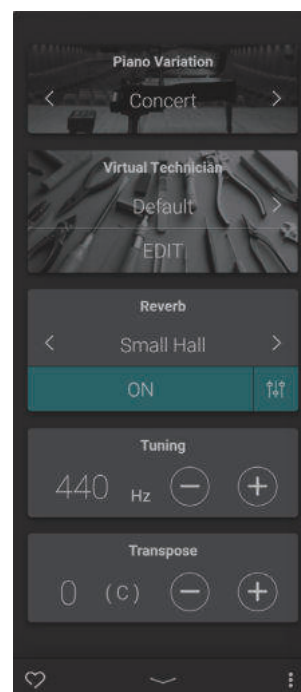 Piano Variation
Concert
Virtual Technician
Default
EDIT
Reverb
Small Hall
ON
Tuning
440 Hz
Transpose
0 (C)